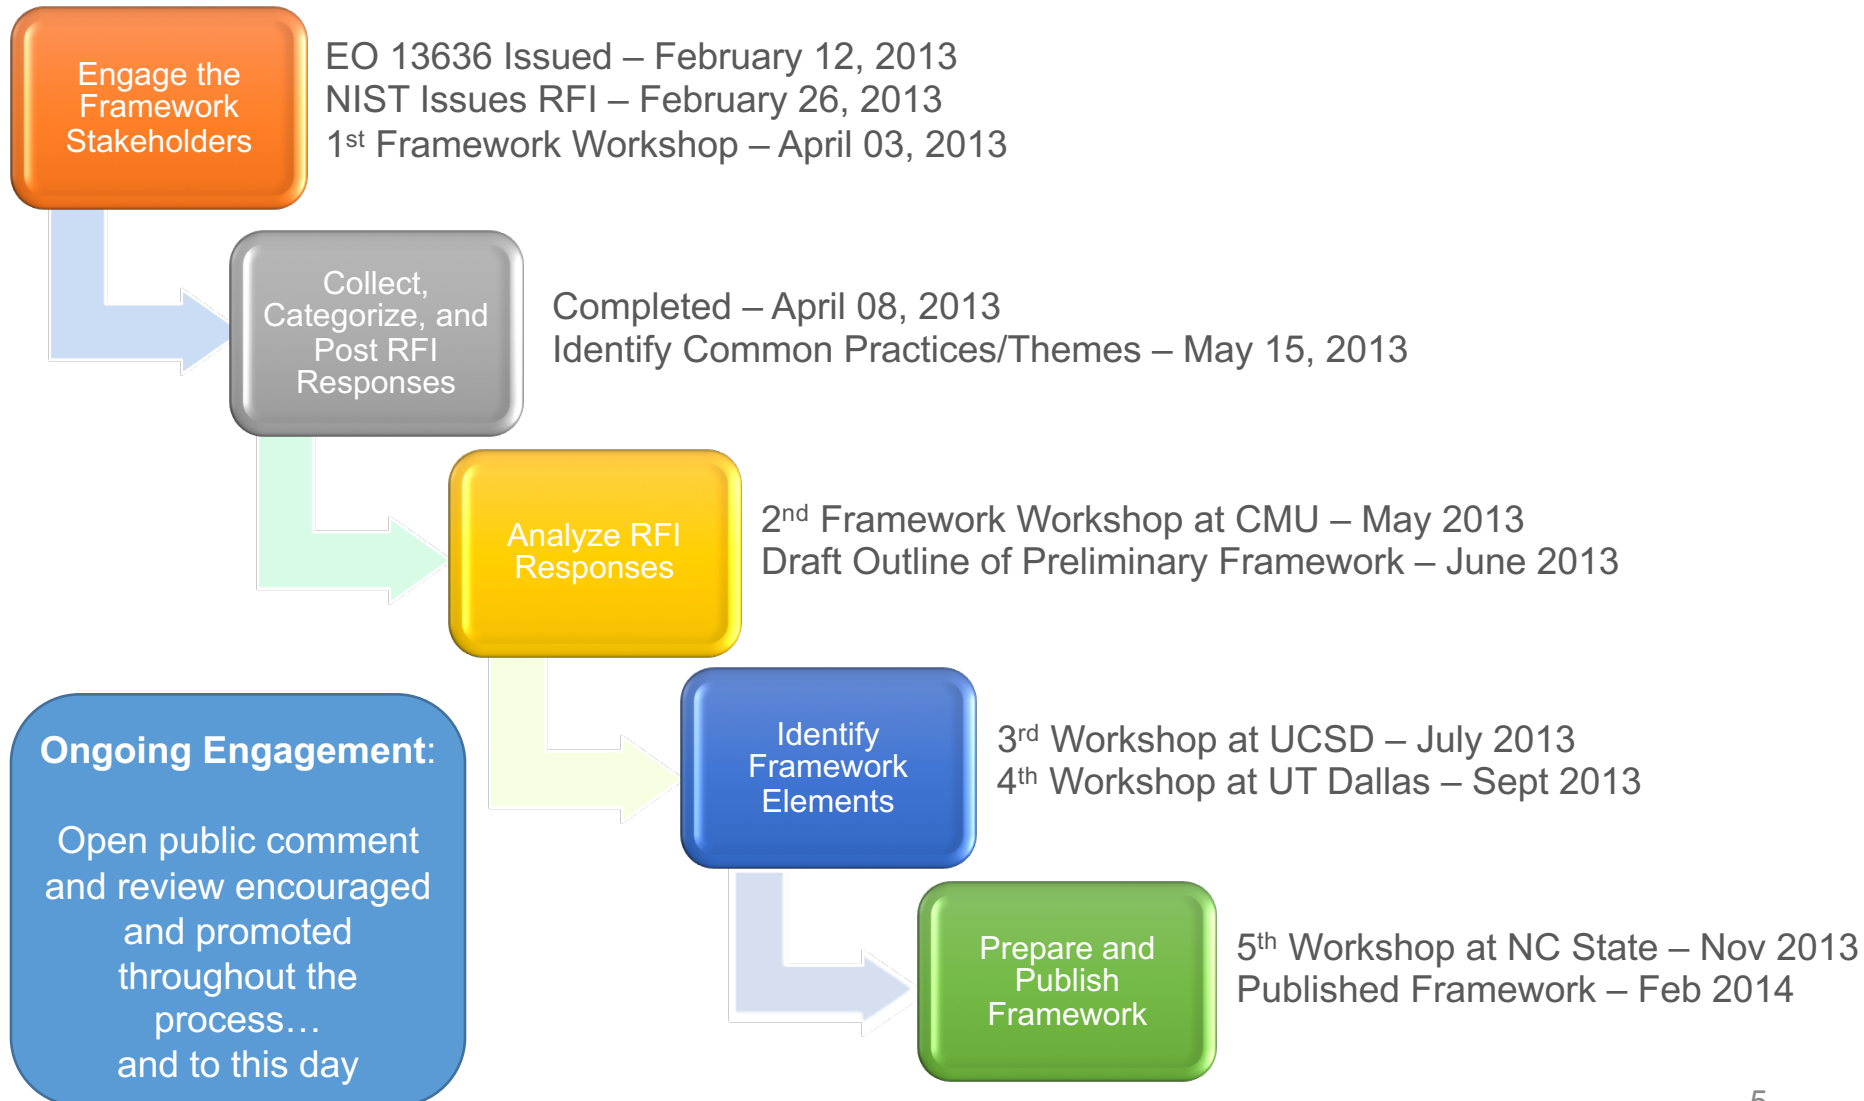 Engage the
Framework
Stakeholders
EO 13636 Issued – February 12, 2013
NIST Issues RFI – February 26, 2013
1st Framework Workshop – April 03, 2013
Collect,
Categorize, and
Post RFI
Responses
Completed – April 08, 2013
Identify Common Practices/Themes – May 15, 2013
Analyze RFI
Responses
2nd Framework Workshop at CMU – May 2013
Draft Outline of Preliminary Framework – June 2013
Identify
Framework
Elements
3rd Workshop at UCSD – July 2013
4th Workshop at UT Dallas – Sept 2013
Prepare and
Publish
Framework
5th Workshop at NC State – Nov 2013
Published Framework – Feb 2014
Ongoing Engagement:
Open public comment
and review encouraged
and promoted
throughout the
process…
and to this day
5